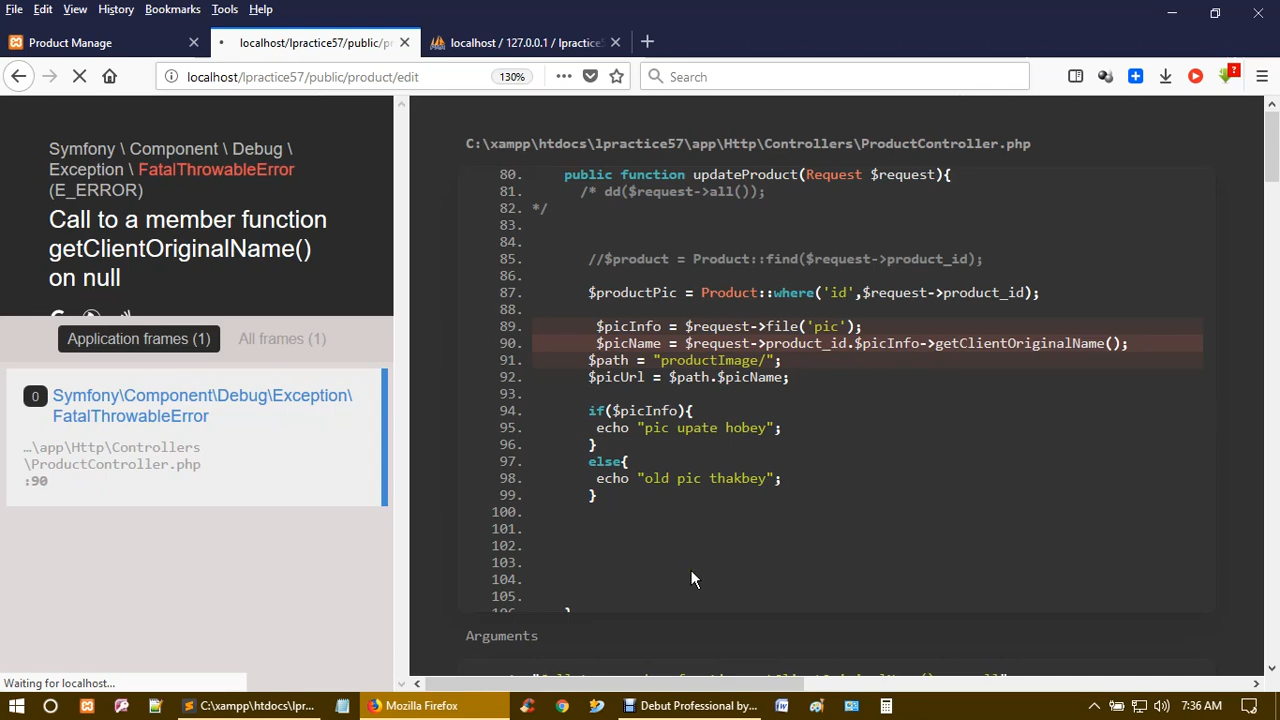 File Edit View History Bookmarks Tools Help
Product Manage
localhost/lpractice57/public/pr
localhost / 127.0.0.1 / lpractice5
localhost/lpractice57/public/product/edit
130%
Search
Symfony \ Component \ Debug \
Exception \ FatalThrowableError
(E_ERROR)
Call to a member function
getClientOriginalName()
on null
Application frames (1)
All frames (1)
0
Symfony\Component\Debug\Exception\
FatalThrowableError
…\app\Http\Controllers
\ProductController.php
:90
Waiting for localhost...
C:\xampp\htdocs\lpractice57\app\Http\Controllers\ProductController.php
80. public function updateProduct(Request $request){
81. /* dd($request->all());
82. */
83.
84.
85. //$product = Product::find($request->product_id);
86.
87. $productPic = Product::where('id',$request->product_id);
88.
89. $picInfo = $request->file('pic');
90. $picName = $request->product_id.$picInfo->getClientOriginalName();
91. $path = "productImage/";
92. $picUrl = $path.$picName;
93.
94. if($picInfo){
95. echo "pic upate hobey";
96. }
97. else{
98. echo "old pic thakbey";
99. }
100.
101.
102.
103.
104.
105.
106. }
Arguments
C:\xampp\htdocs\lpr...
Mozilla Firefox
Debut Professional by...
7:36 AM